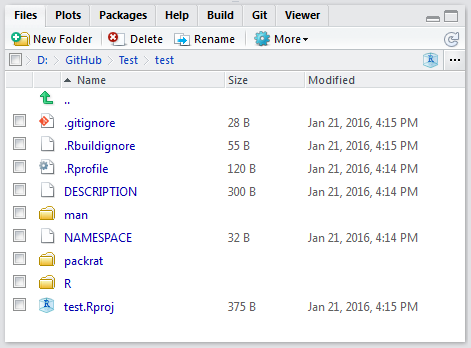 Files Plots Packages Help Build Git Viewer
New Folder Delete Rename More
D: GitHub Test test ...
Name Size Modified
..
.gitignore 28 B Jan 21, 2016, 4:15 PM
.Rbuildignore 55 B Jan 21, 2016, 4:15 PM
.Rprofile 120 B Jan 21, 2016, 4:14 PM
DESCRIPTION 300 B Jan 21, 2016, 4:14 PM
man
NAMESPACE 32 B Jan 21, 2016, 4:14 PM
packrat
R
test.Rproj 375 B Jan 21, 2016, 4:15 PM